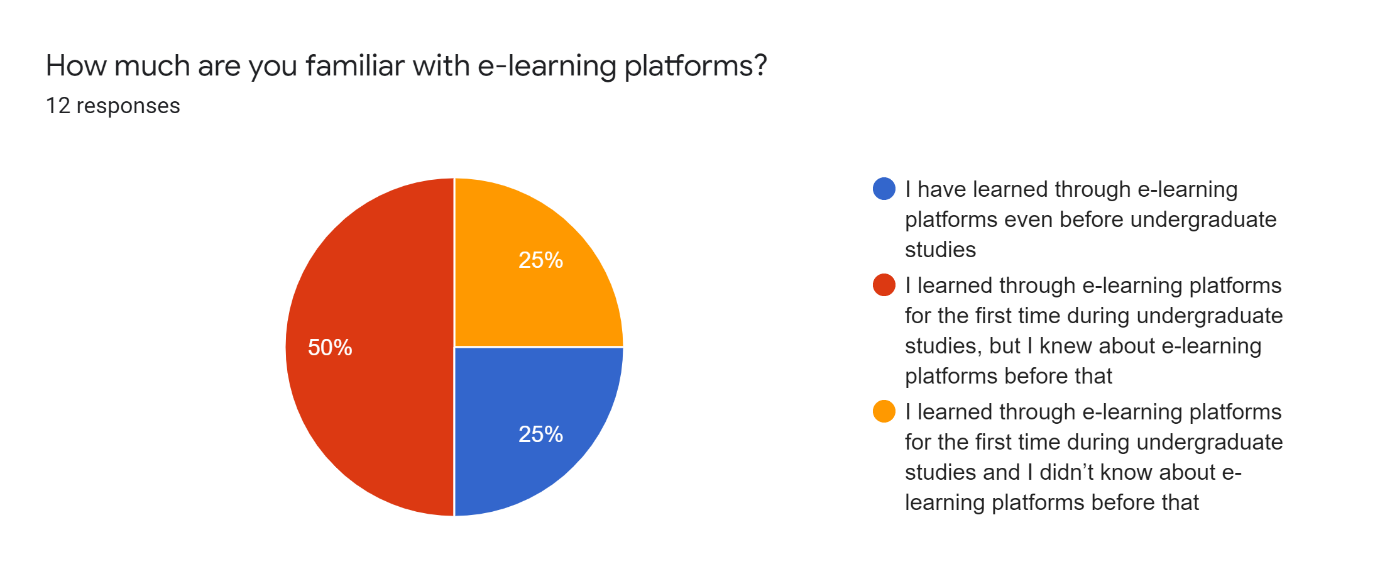 How much are you familiar with e-learning platforms?
12 responses
25%
50%
25%
I have learned through e-learning
platforms even before undergraduate
studies
I learned through e-learning platforms
for the first time during undergraduate
studies, but I knew about e-learning
platforms before that
I learned through e-learning platforms
for the first time during undergraduate
studies and I didn’t know about e-
learning platforms before that